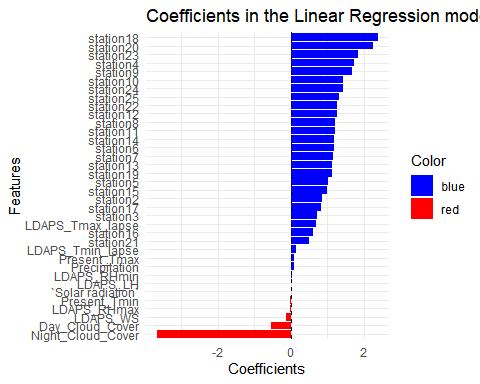 Coefficients in the Linear Regression mode
station18
station20
station23
station4
station9
station10
station24
station25
station22
station12
station8
station11
station14
station6
station7
station13
station19
station5
station15
station2
station17
station3
LDAPS_Tmax_lapse
station16
station21
LDAPS_Tmin_lapse
Present_Tmax
Precipitation
LDAPS_RHmin
LDAPS_LH
`Solar radiation`
Present_Tmin
LDAPS_RHmax
LDAPS_WS
Day_Cloud_Cover
Night_Cloud_Cover
Features
-2
0
2
Coefficients
Color
blue
red